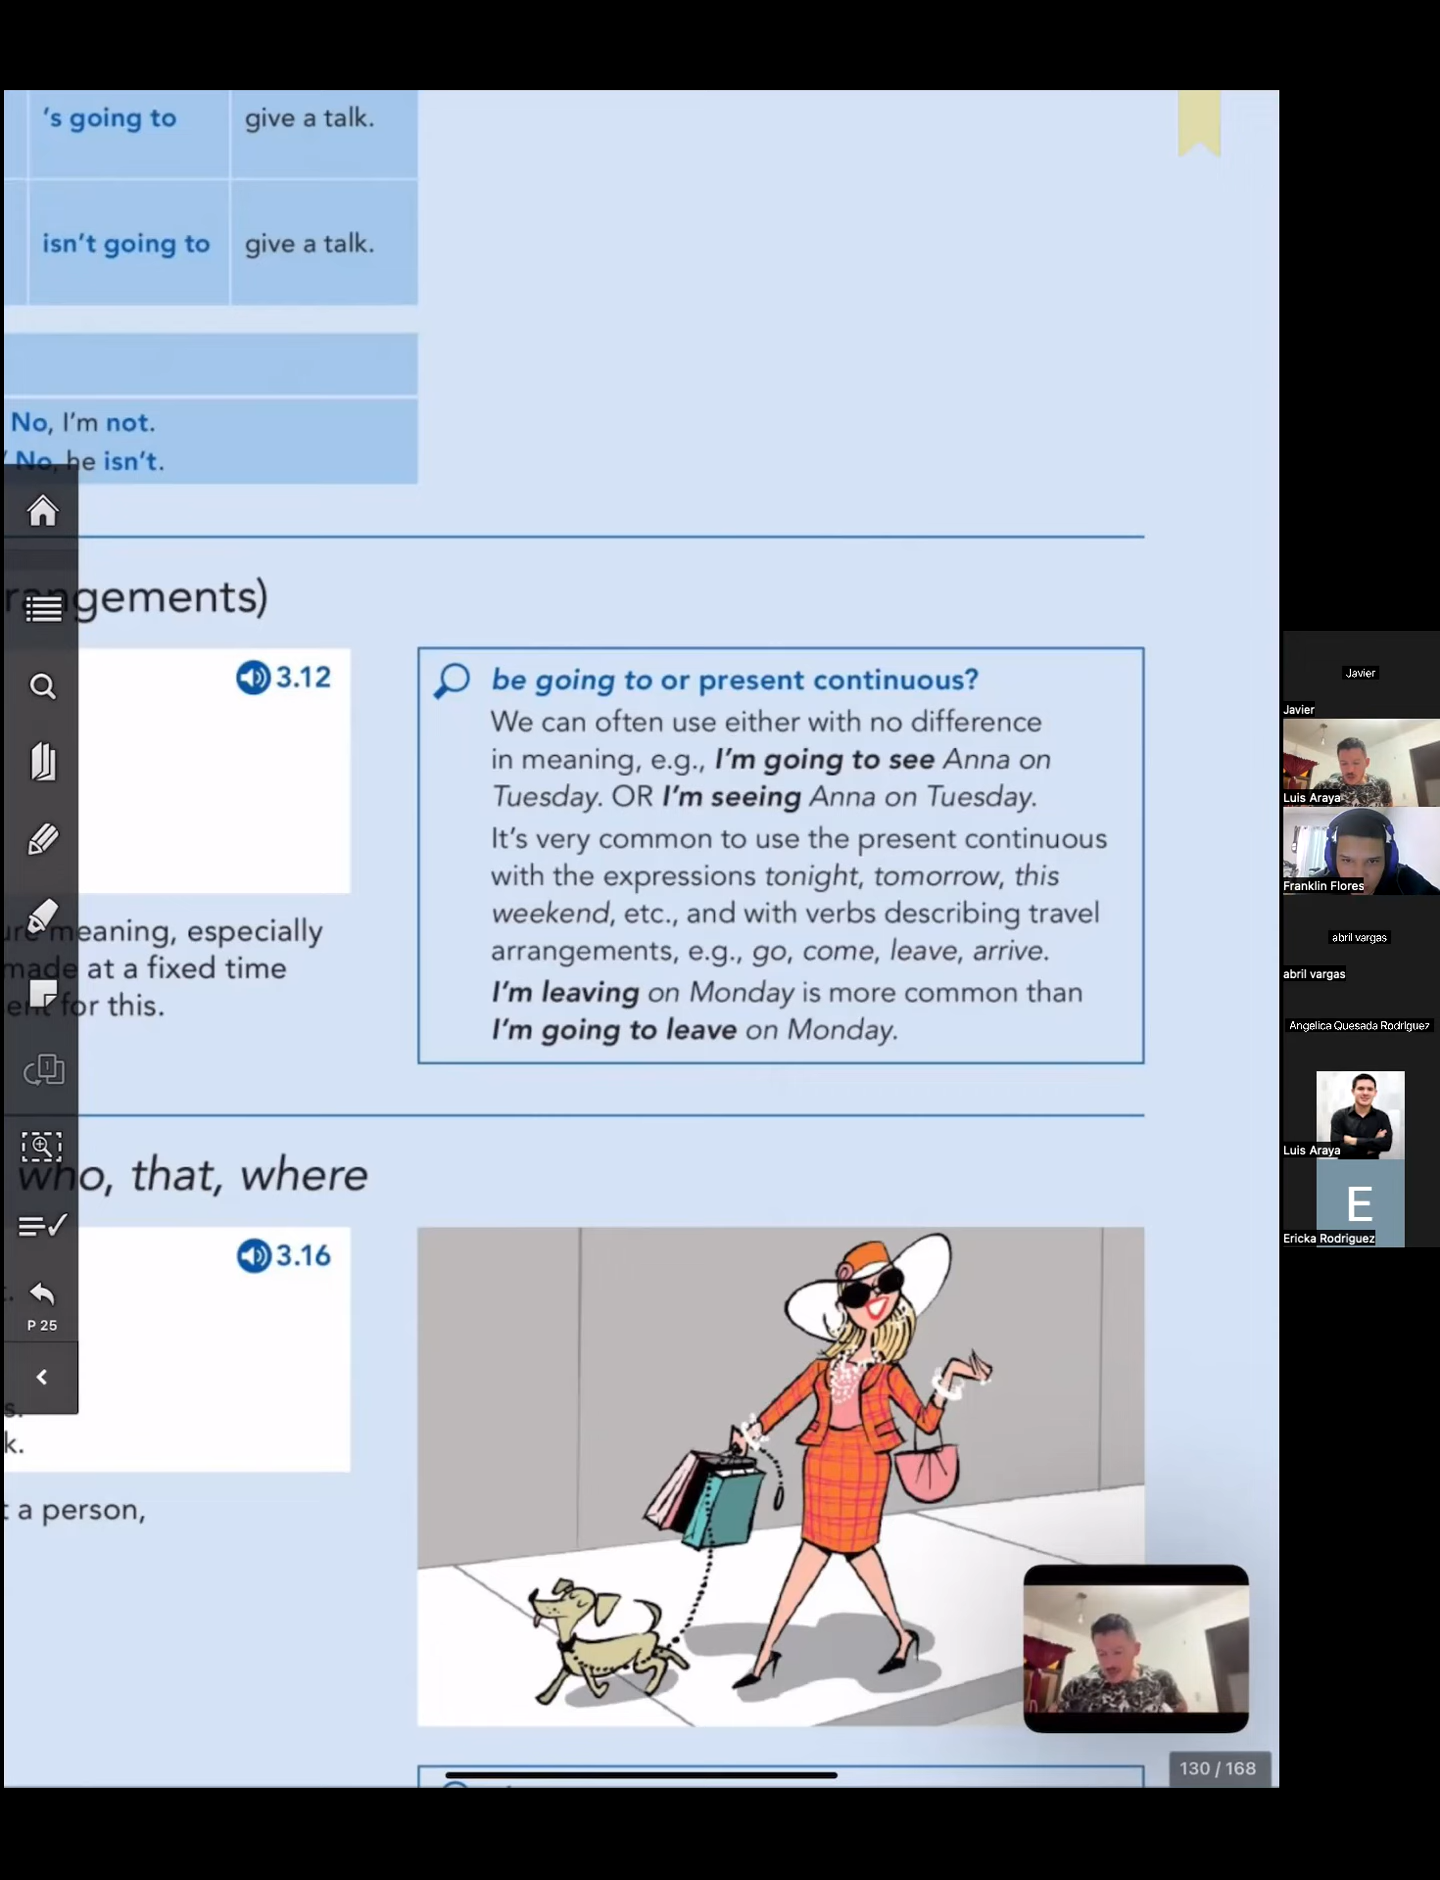 's going to give a talk.
isn't going to give a talk.
No, I'm not.
No, he isn't.
rangements)
3.12
be going to or present continuous?
We can often use either with no difference
in meaning, e.g., I'm going to see Anna on
Tuesday. OR I'm seeing Anna on Tuesday.
It's very common to use the present continuous
with the expressions tonight, tomorrow, this
weekend, etc., and with verbs describing travel
arrangements, e.g., go, come, leave, arrive.
I'm leaving on Monday is more common than
I'm going to leave on Monday.
meaning, especially
made at a fixed time
for this.
who, that, where
3.16
s.
k.
t a person,
P 25
130 / 168
Javier
Javier
Luis Araya
Franklin Flores
abril vargas
abril vargas
Angelica Quesada Rodriguez
Luis Araya
E
Ericka Rodriguez